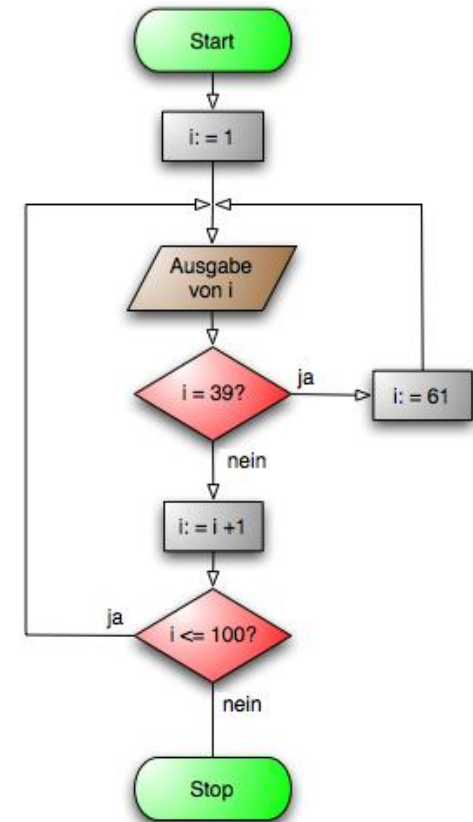 Start
i: = 1
Ausgabe
von i
i = 39?
ja
i: = 61
nein
i: = i +1
i <= 100?
ja
nein
Stop